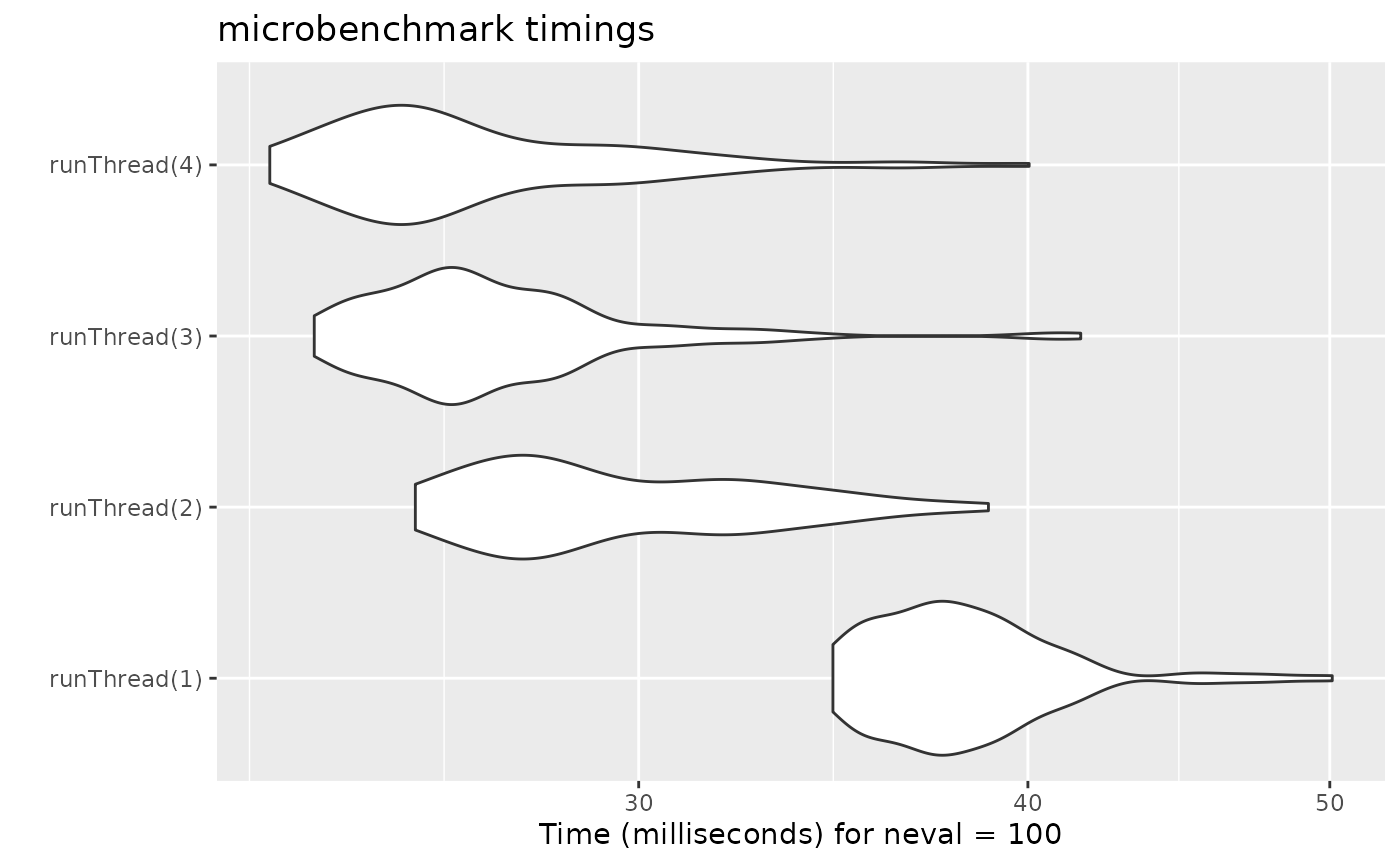 microbenchmark timings
runThread(4)
runThread(3)
runThread(2)
runThread(1)
30 40 50
Time (milliseconds) for neval = 100